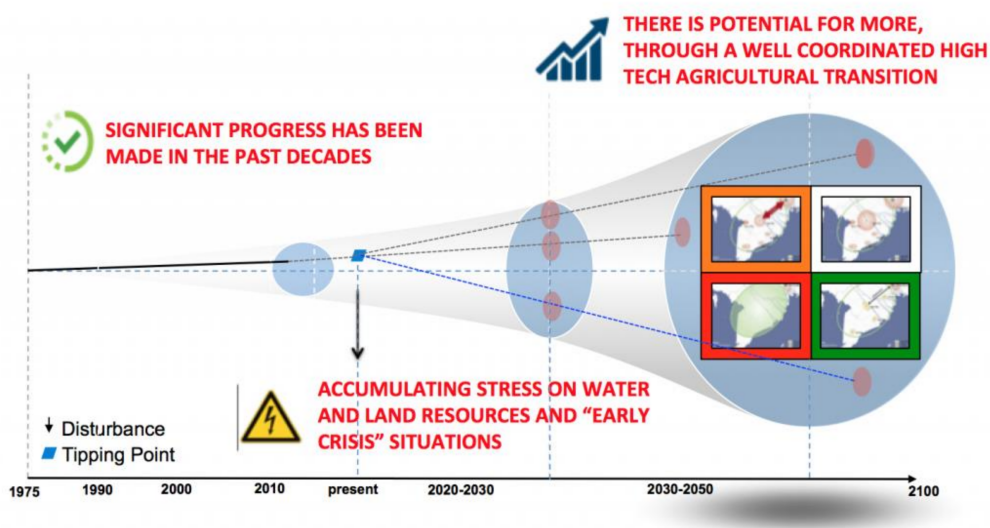 THERE IS POTENTIAL FOR MORE,
THROUGH A WELL COORDINATED HIGH
TECH AGRICULTURAL TRANSITION
SIGNIFICANT PROGRESS HAS BEEN
MADE IN THE PAST DECADES
ACCUMULATING STRESS ON WATER
AND LAND RESOURCES AND “EARLY
CRISIS” SITUATIONS
Disturbance
Tipping Point
1975 1990 2000 2010 present 2020-2030 2030-2050 2100